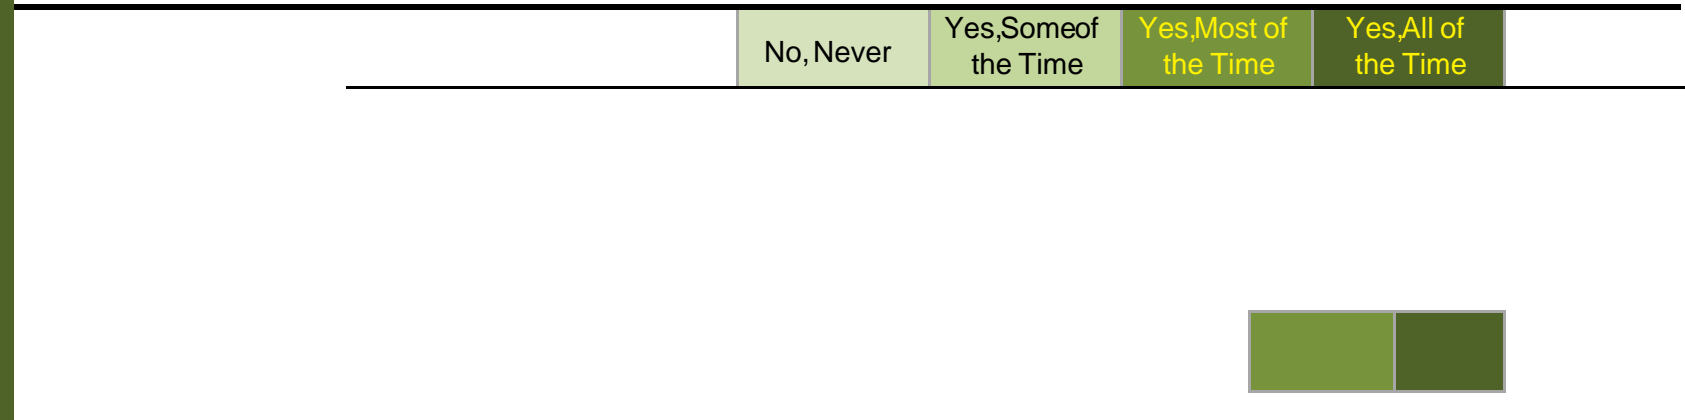 No, Never
Yes,Someof
the Time
Yes,Most of
the Time
Yes,All of
the Time